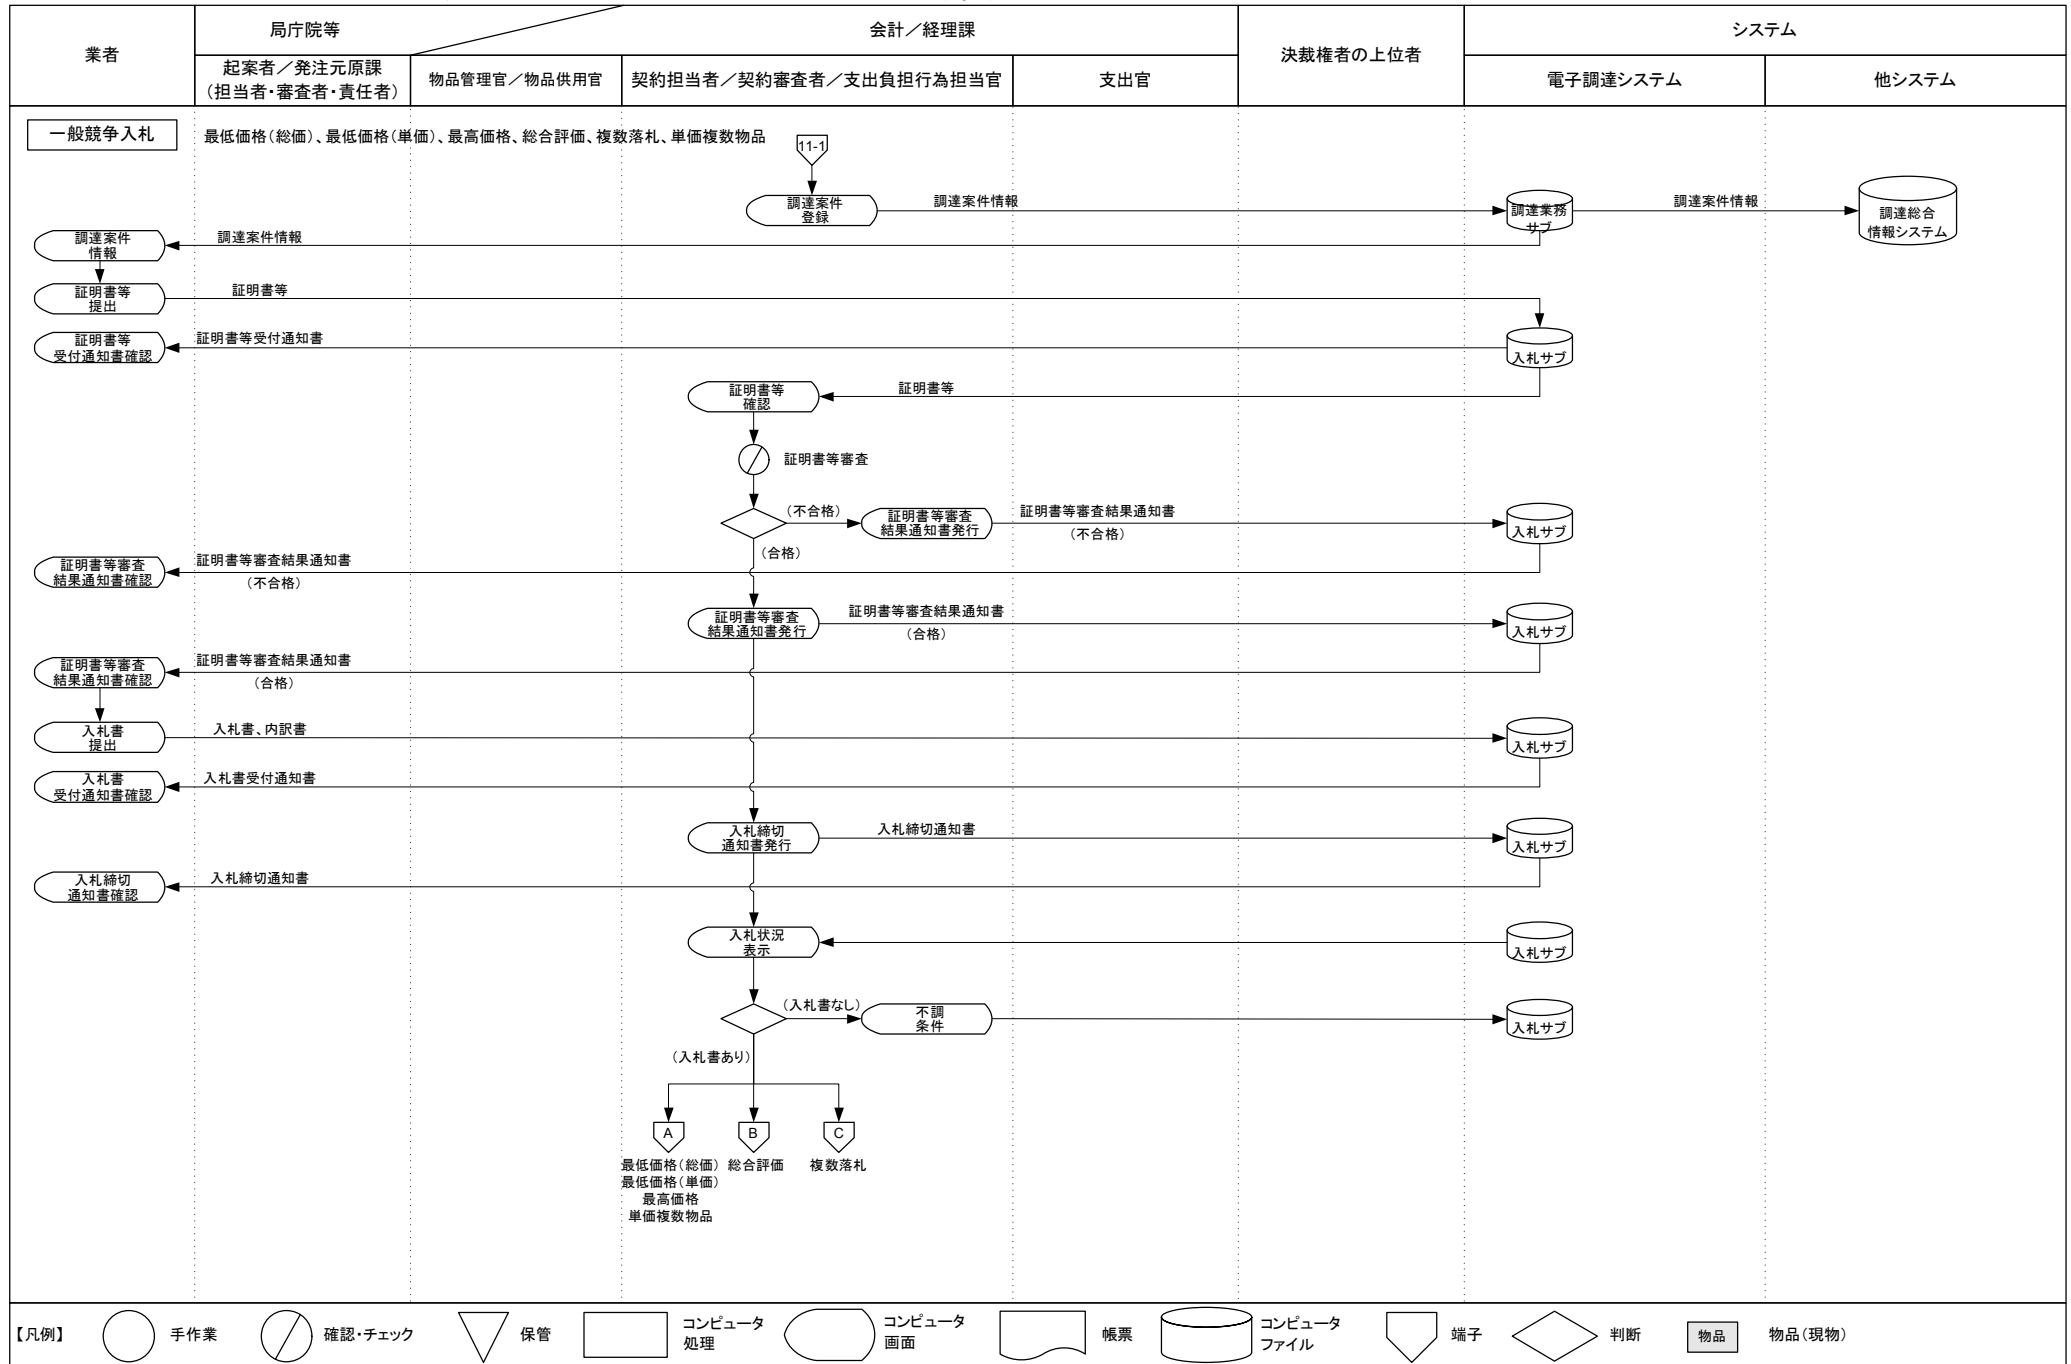 業者
局庁院等
会計／経理課
決裁権者の上位者
システム
起案者／発注元原課
（担当者・審査者・責任者）
物品管理官／物品供用官
契約担当者／契約審査者／支出負担行為担当官
支出官
電子調達システム
他システム
一般競争入札
最低価格（総価）、最低価格（単価）、最高価格、総合評価、複数落札、単価複数物品
11-1
調達案件
登録
調達案件情報
調達業務
サブ
調達案件情報
調達総合
情報システム
調達案件
情報
調達案件情報
証明書等
提出
証明書等
証明書等
受付通知書確認
証明書等受付通知書
入札サブ
証明書等
確認
証明書等
証明書等審査
（不合格）
証明書等審査
結果通知書発行
証明書等審査結果通知書
（不合格）
入札サブ
（合格）
証明書等審査
結果通知書確認
証明書等審査結果通知書
（不合格）
証明書等審査
結果通知書発行
証明書等審査結果通知書
（合格）
入札サブ
証明書等審査
結果通知書確認
証明書等審査結果通知書
（合格）
入札書
提出
入札書、内訳書
入札サブ
入札書
受付通知書確認
入札書受付通知書
入札締切
通知書発行
入札締切通知書
入札サブ
入札締切
通知書確認
入札締切通知書
入札状況
表示
入札サブ
（入札書なし）
不調
条件
入札サブ
（入札書あり）
A
B
C
最低価格（総価）
最低価格（単価）
最高価格
単価複数物品
総合評価
複数落札
【凡例】
手作業
確認・チェック
保管
コンピュータ
処理
コンピュータ
画面
帳票
コンピュータ
ファイル
端子
判断
物品
物品（現物）